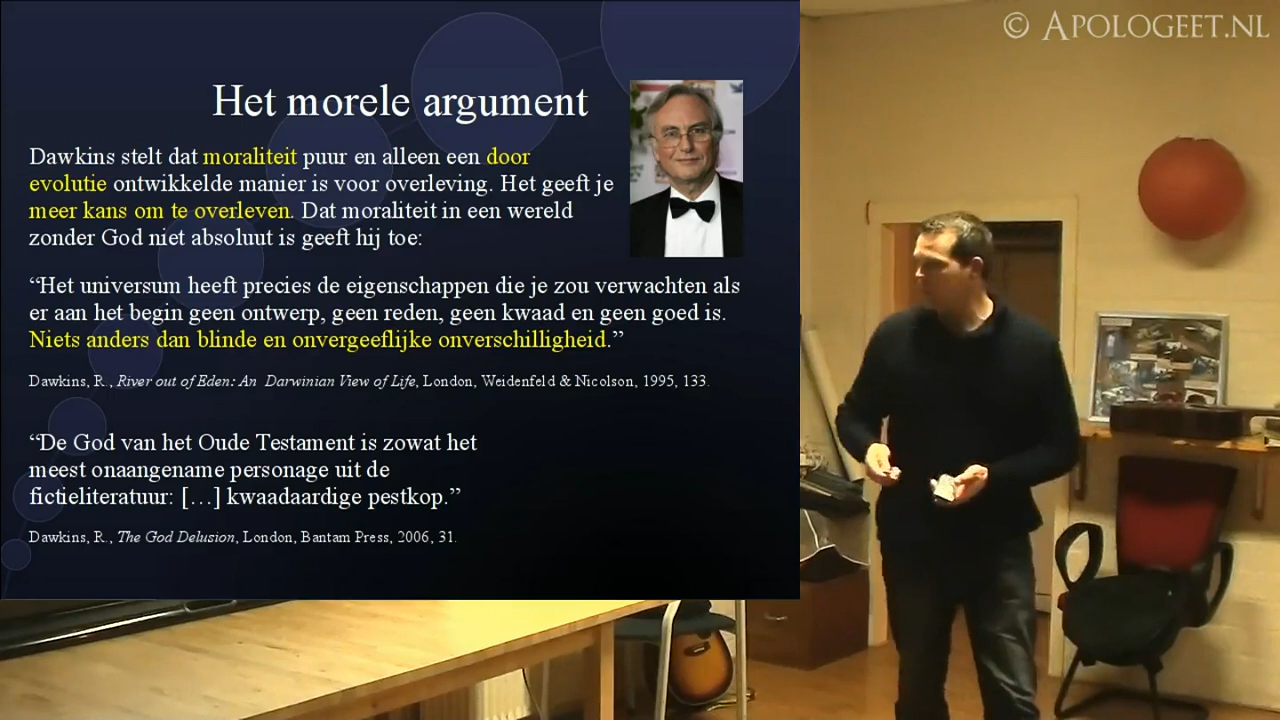 © APOLOGEET.NL
Het morele argument
Dawkins stelt dat moraliteit puur en alleen een door
evolutie ontwikkelde manier is voor overleving. Het geeft je
meer kans om te overleven. Dat moraliteit in een wereld
zonder God niet absoluut is geeft hij toe:
“Het universum heeft precies de eigenschappen die je zou verwachten als
er aan het begin geen ontwerp, geen reden, geen kwaad en geen goed is.
Niets anders dan blinde en onvergeeflijke onverschilligheid.”
Dawkins, R., River out of Eden: An Darwinian View of Life, London, Weidenfeld & Nicolson, 1995, 133.
“De God van het Oude Testament is zowat het
meest onaangename personage uit de
fictieliteratuur: […] kwaadaardige pestkop.”
Dawkins, R., The God Delusion, London, Bantam Press, 2006, 31.